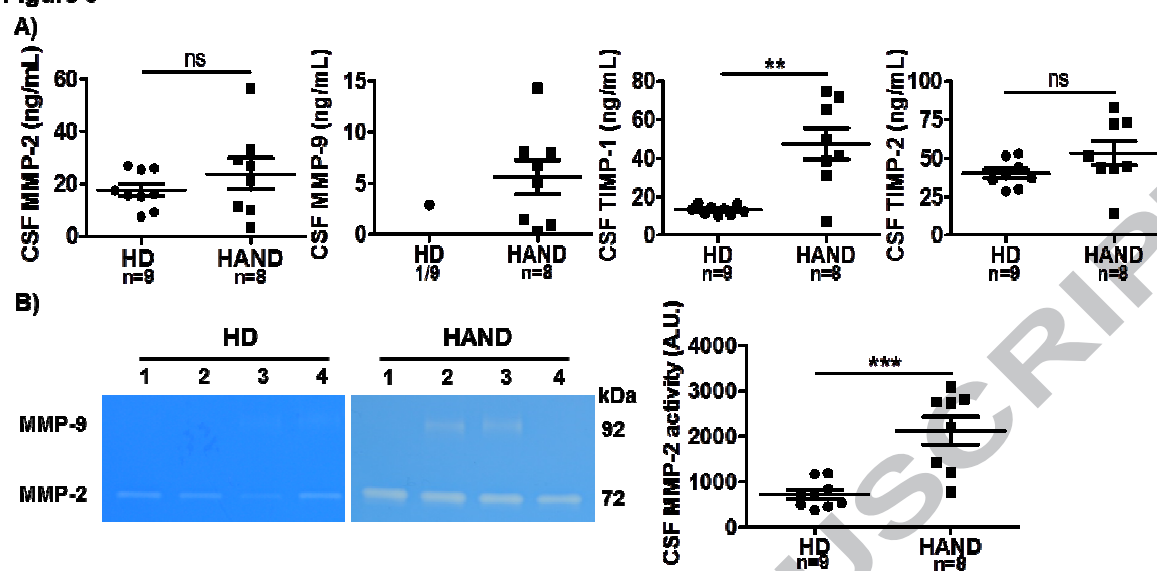 A)
CSF MMP-2 (ng/mL)
60
40
20
0
ns
HD
n=9
HAND
n=8
CSF MMP-9 (ng/mL)
15
10
5
0
HD
1/9
HAND
n=8
CSF TIMP-1 (ng/mL)
80
60
40
20
0
**
HD
n=9
HAND
n=8
CSF TIMP-2 (ng/mL)
100
75
50
25
0
ns
HD
n=9
HAND
n=8
B)
HD
HAND
1 2 3 4
1 2 3 4
kDa
MMP-9
92
MMP-2
72
CSF MMP-2 activity (A.U.)
4000
3000
2000
1000
0
***
HD
n=9
HAND
n=8